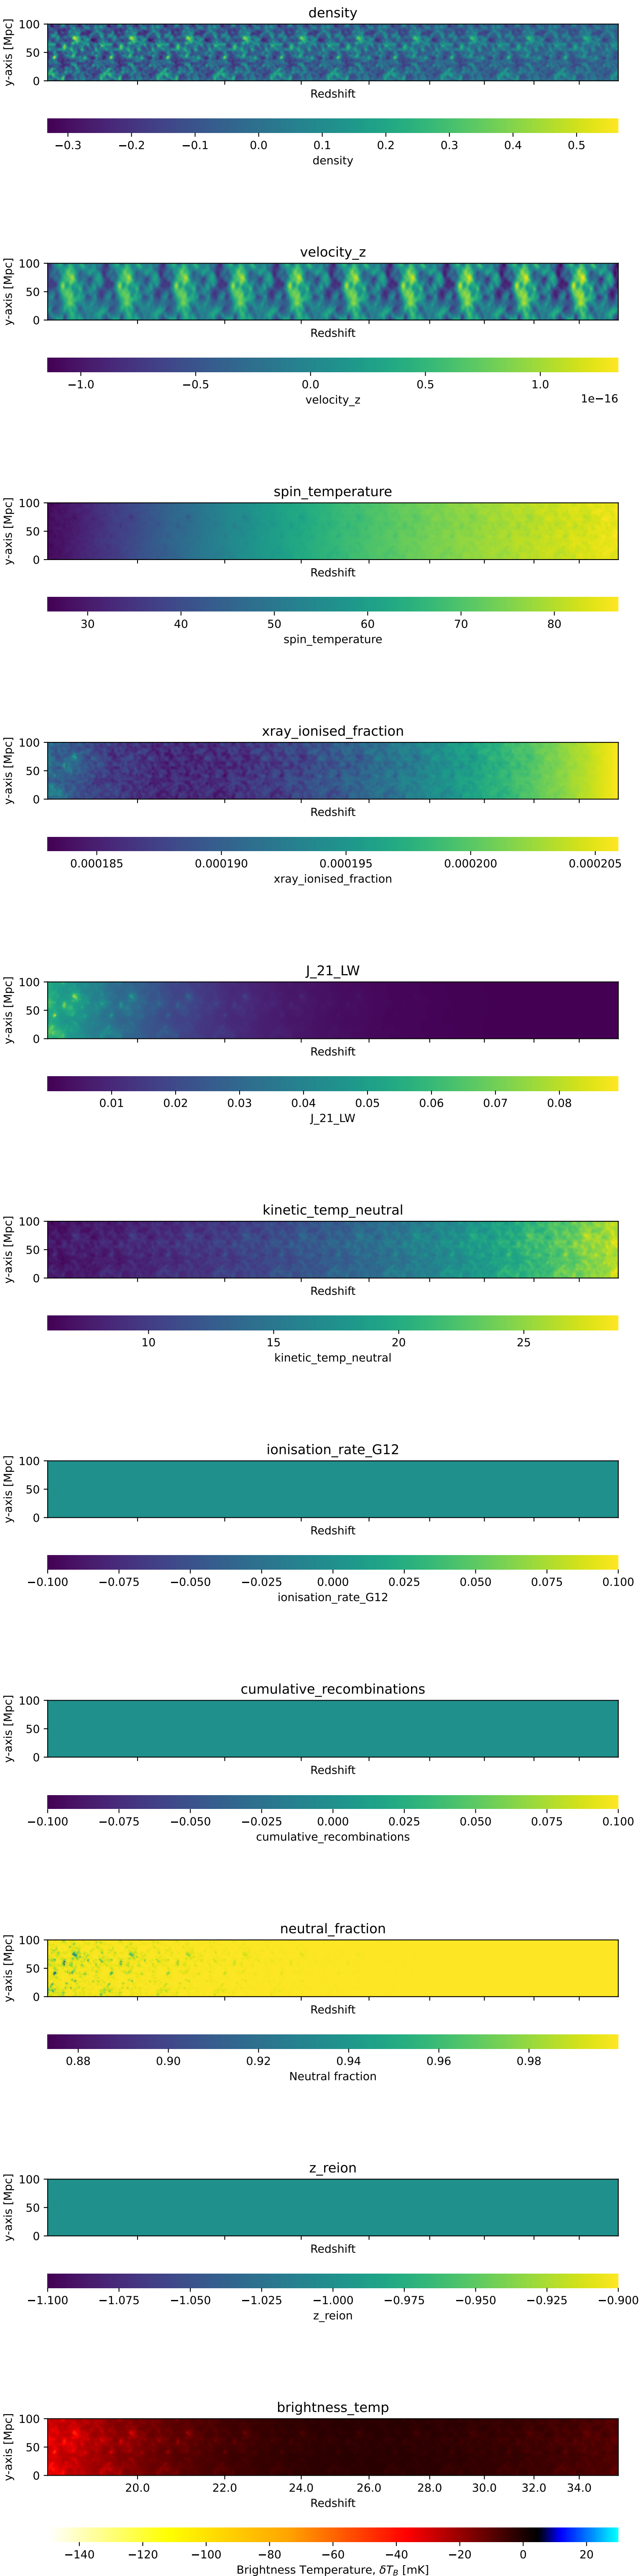 density
y-axis [Mpc]
100
50
0
Redshift
−0.3 −0.2 −0.1 0.0 0.1 0.2 0.3 0.4 0.5
density
velocity_z
y-axis [Mpc]
100
50
0
Redshift
−1.0 −0.5 0.0 0.5 1.0
1e−16
velocity_z
spin_temperature
y-axis [Mpc]
100
50
0
Redshift
30 40 50 60 70 80
spin_temperature
xray_ionised_fraction
y-axis [Mpc]
100
50
0
Redshift
0.000185 0.000190 0.000195 0.000200 0.000205
xray_ionised_fraction
J_21_LW
y-axis [Mpc]
100
50
0
Redshift
0.01 0.02 0.03 0.04 0.05 0.06 0.07 0.08
J_21_LW
kinetic_temp_neutral
y-axis [Mpc]
100
50
0
Redshift
10 15 20 25
kinetic_temp_neutral
ionisation_rate_G12
y-axis [Mpc]
100
50
0
Redshift
−0.100 −0.075 −0.050 −0.025 0.000 0.025 0.050 0.075 0.100
ionisation_rate_G12
cumulative_recombinations
y-axis [Mpc]
100
50
0
Redshift
−0.100 −0.075 −0.050 −0.025 0.000 0.025 0.050 0.075 0.100
cumulative_recombinations
neutral_fraction
y-axis [Mpc]
100
50
0
Redshift
0.88 0.90 0.92 0.94 0.96 0.98
Neutral fraction
z_reion
y-axis [Mpc]
100
50
0
Redshift
−1.100 −1.075 −1.050 −1.025 −1.000 −0.975 −0.950 −0.925 −0.900
z_reion
brightness_temp
y-axis [Mpc]
100
50
0
20.0 22.0 24.0 26.0 28.0 30.0 32.0 34.0
Redshift
−140 −120 −100 −80 −60 −40 −20 0 20
Brightness Temperature, δT_B [mK]